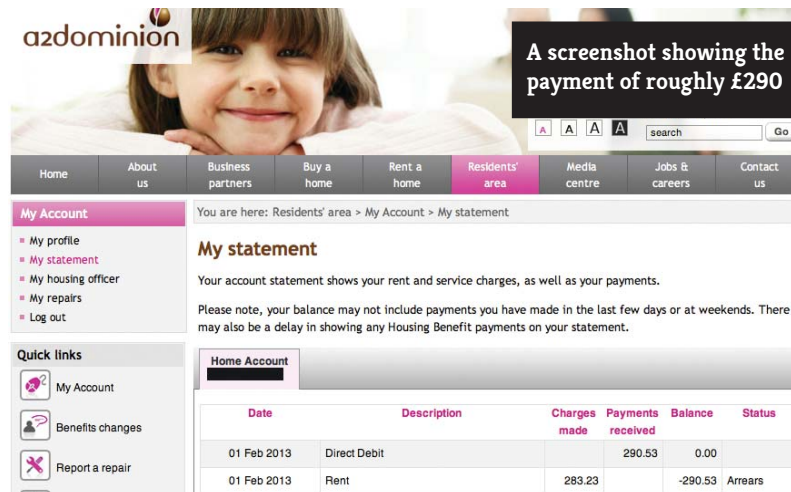 a2dominion
A screenshot showing the
payment of roughly £290
A A A A
search
Go
Home
About us
Business partners
Buy a home
Rent a home
Residents' area
Media centre
Jobs & careers
Contact us
My Account
My profile
My statement
My housing officer
My repairs
Log out
Quick links
My Account
Benefits changes
Report a repair
You are here: Residents' area > My Account > My statement
My statement
Your account statement shows your rent and service charges, as well as your payments.
Please note, your balance may not include payments you have made in the last few days or at weekends. There
may also be a delay in showing any Housing Benefit payments on your statement.
Home Account
Date Description Charges made Payments received Balance Status
01 Feb 2013 Direct Debit 290.53 0.00
01 Feb 2013 Rent 283.23 -290.53 Arrears